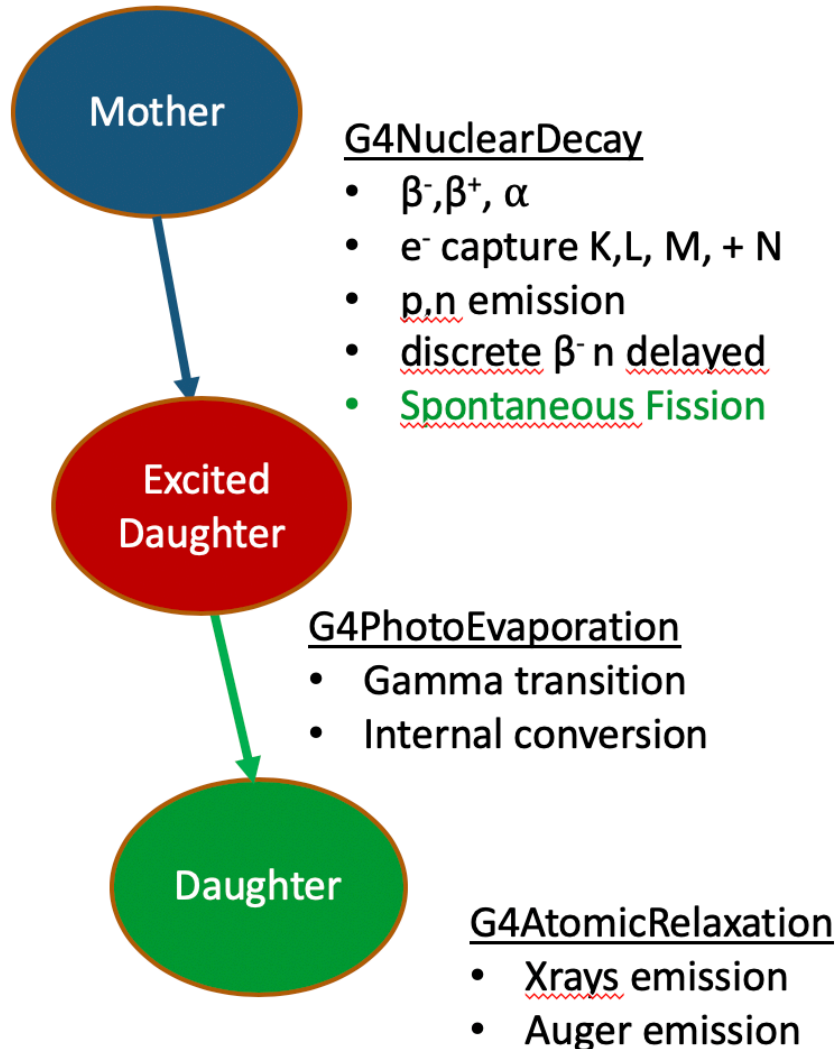 Mother
G4NuclearDecay
• β⁻,β⁺, α
• e⁻ capture K,L, M, + N
• p,n emission
• discrete β⁻ n delayed
• Spontaneous Fission
Excited
Daughter
G4PhotoEvaporation
• Gamma transition
• Internal conversion
Daughter
G4AtomicRelaxation
• Xrays emission
• Auger emission